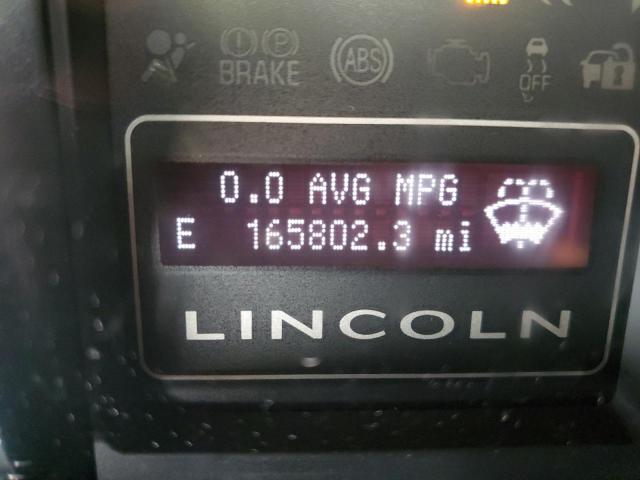 BRAKE ABS OFF
0.0 AVG MPG
E 165802.3 mi
LINCOLN